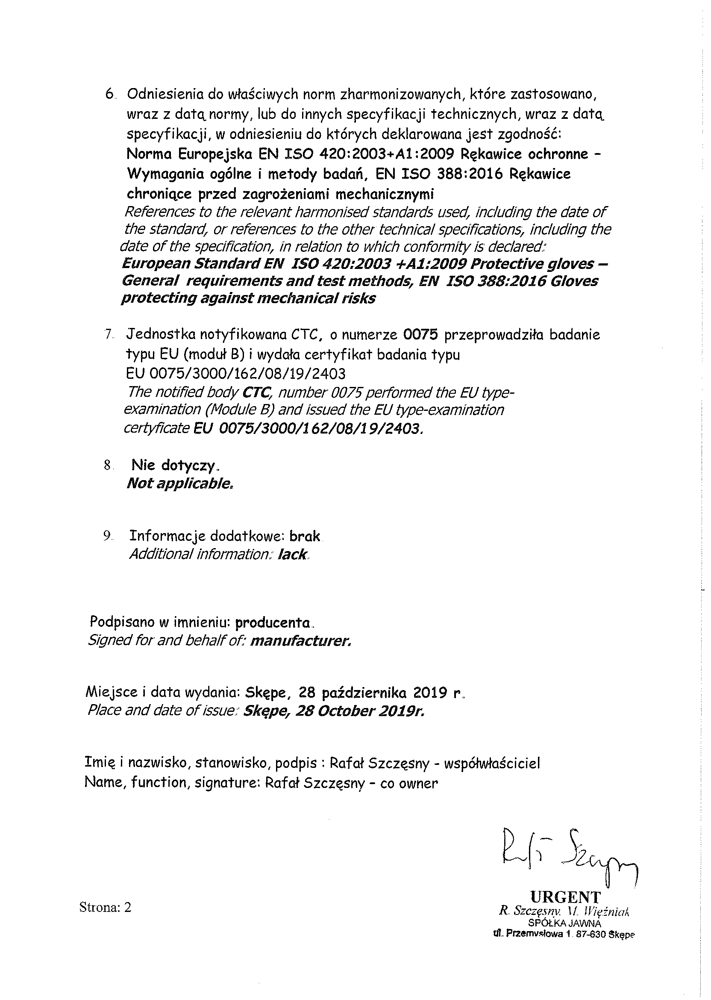 6. Odniesienia do właściwych norm zharmonizowanych, które zastosowano,
wraz z datą normy, lub do innych specyfikacji technicznych, wraz z datą
specyfikacji, w odniesieniu do których deklarowana jest zgodność:
Norma Europejska EN ISO 420:2003+A1:2009 Rękawice ochronne -
Wymagania ogólne i metody badań, EN ISO 388:2016 Rękawice
chroniące przed zagrożeniami mechanicznymi
References to the relevant harmonised standards used, including the date of
the standard, or references to the other technical specifications, including the
date of the specification, in relation to which conformity is declared:
European Standard EN ISO 420:2003 +A1:2009 Protective gloves –
General requirements and test methods, EN ISO 388:2016 Gloves
protecting against mechanical risks
7. Jednostka notyfikowana CTC, o numerze 0075 przeprowadziła badanie
typu EU (moduł B) i wydała certyfikat badania typu
EU 0075/3000/162/08/19/2403
The notified body CTC, number 0075 performed the EU type-
examination (Module B) and issued the EU type-examination
certyficate EU 0075/3000/162/08/19/2403.
8. Nie dotyczy.
Not applicable.
9. Informacje dodatkowe: brak
Additional information: lack.
Podpisano w imnieniu: producenta.
Signed for and behalf of: manufacturer.
Miejsce i data wydania: Skępe, 28 października 2019 r.
Place and date of issue: Skępe, 28 October 2019r.
Imię i nazwisko, stanowisko, podpis : Rafał Szczęsny - współwłaściciel
Name, function, signature: Rafał Szczęsny - co owner
URGENT
R. Szczęsny, Więźniak
SPÓŁKA JAWNA
ul. Przemysłowa 1. 87-630 Skępe
Strona: 2